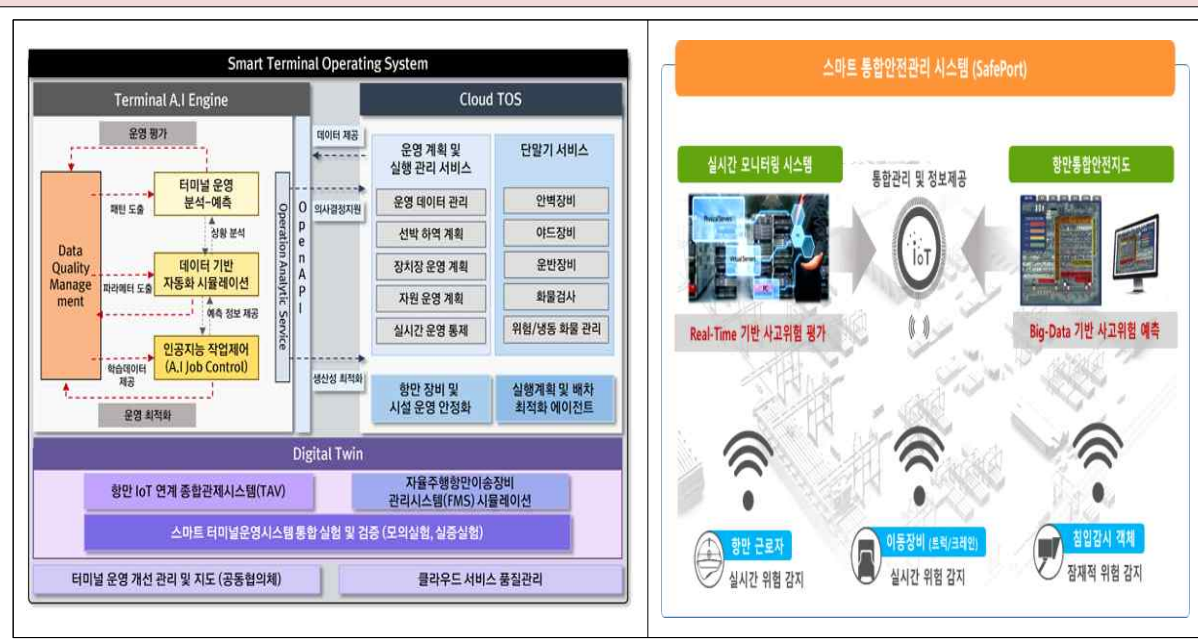 Smart Terminal Operating System
Terminal A.I Engine
운영 평가
Data
Quality
Manage
ment
패턴 도출
터미널 운영
분석-예측
상황 분석
파라메터 도출
데이터 기반
자동화 시뮬레이션
예측 정보 제공
학습데이터
제공
인공지능 작업제어
(A.I Job Control)
운영 최적화
Operation Analytic Service
OpenAPI
데이터 제공
의사결정지원
생산성 최적화
Cloud TOS
운영 계획 및
실행 관리 서비스
운영 데이터 관리
선박 하역 계획
장치장 운영 계획
자원 운영 계획
실시간 운영 통제
단말기 서비스
안벽장비
야드장비
운반장비
화물검사
위험/냉동 화물 관리
항만 장비 및
시설 운영 안정화
실행계획 및 배차
최적화 에이전트
Digital Twin
항만 IoT 연계 종합관제시스템(TAV)
자율주행항만이송장비
관리시스템(FMS) 시뮬레이션
스마트 터미널운영시스템 통합 실험 및 검증 (모의실험, 실증실험)
터미널 운영 개선 관리 및 지도 (공동협의체)
클라우드 서비스 품질관리
스마트 통합안전관리 시스템 (SafePort)
실시간 모니터링 시스템
통합관리 및 정보제공
항만통합안전지도
IoT
Real-Time 기반 사고위험 평가
Big-Data 기반 사고위험 예측
항만 근로자
실시간 위험 감지
이동장비 (트럭/크레인)
실시간 위험 감지
침입감시 객체
잠재적 위험 감지